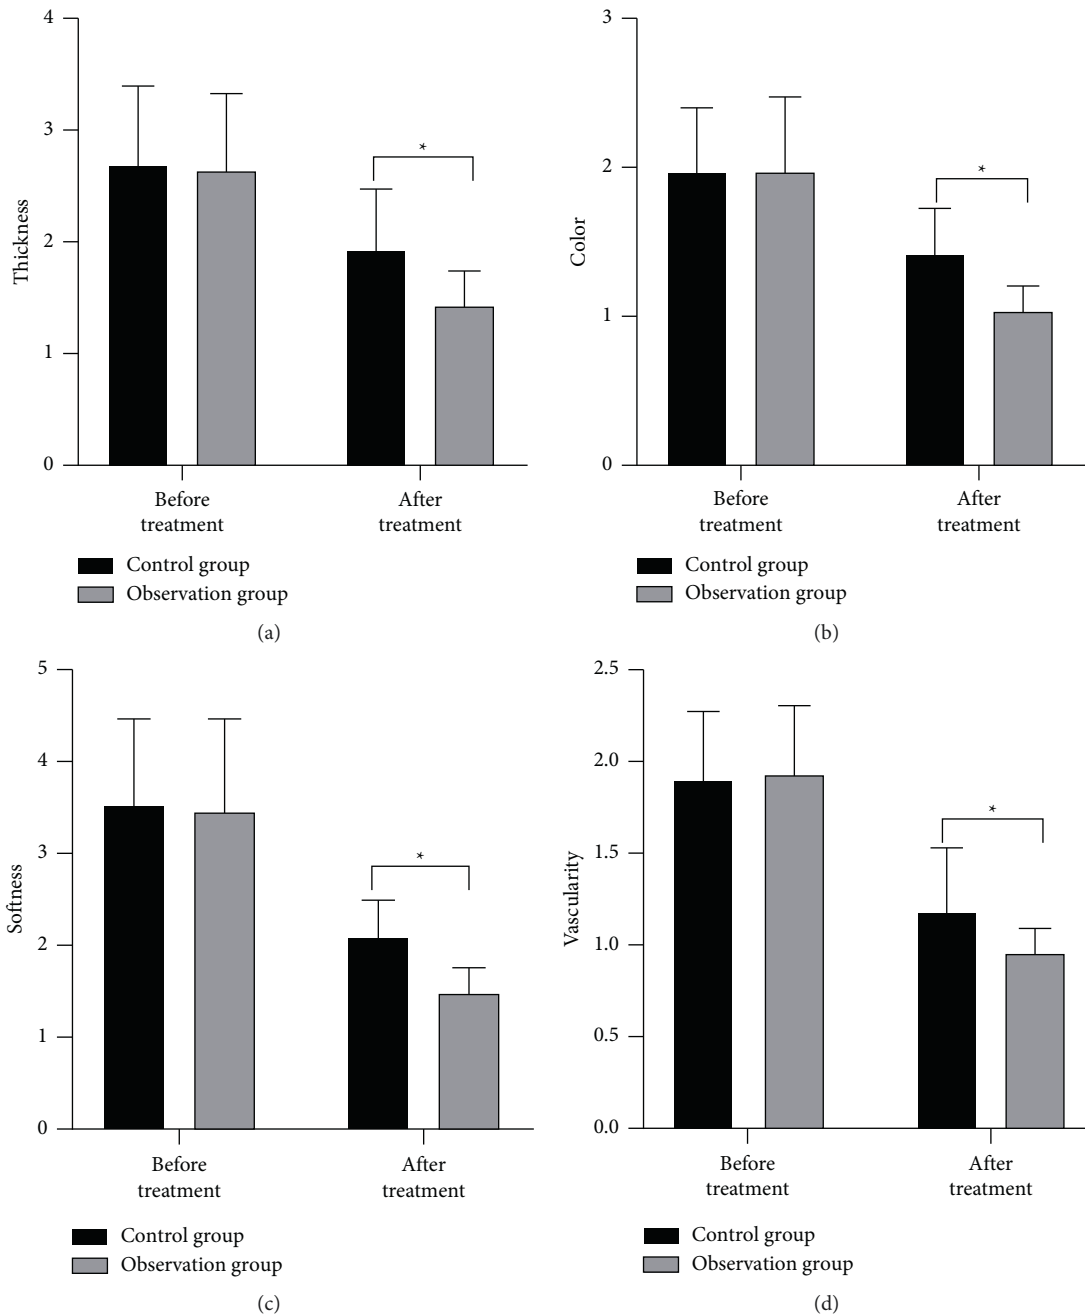 4
3
2
1
0
Thickness
*
Before
treatment
After
treatment
Control group
Observation group
(a)
3
2
1
0
Color
*
Before
treatment
After
treatment
Control group
Observation group
(b)
5
4
3
2
1
0
Softness
*
Before
treatment
After
treatment
Control group
Observation group
(c)
2.5
2.0
1.5
1.0
0.5
0.0
Vascularity
*
Before
treatment
After
treatment
Control group
Observation group
(d)